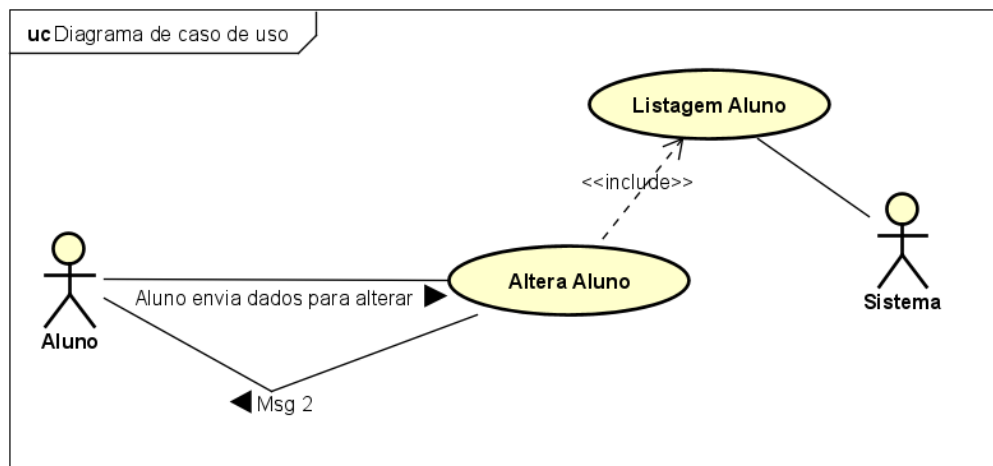 uc Diagrama de caso de uso
Listagem Aluno
<<include>>
Altera Aluno
Aluno envia dados para alterar
Sistema
Aluno
Msg 2